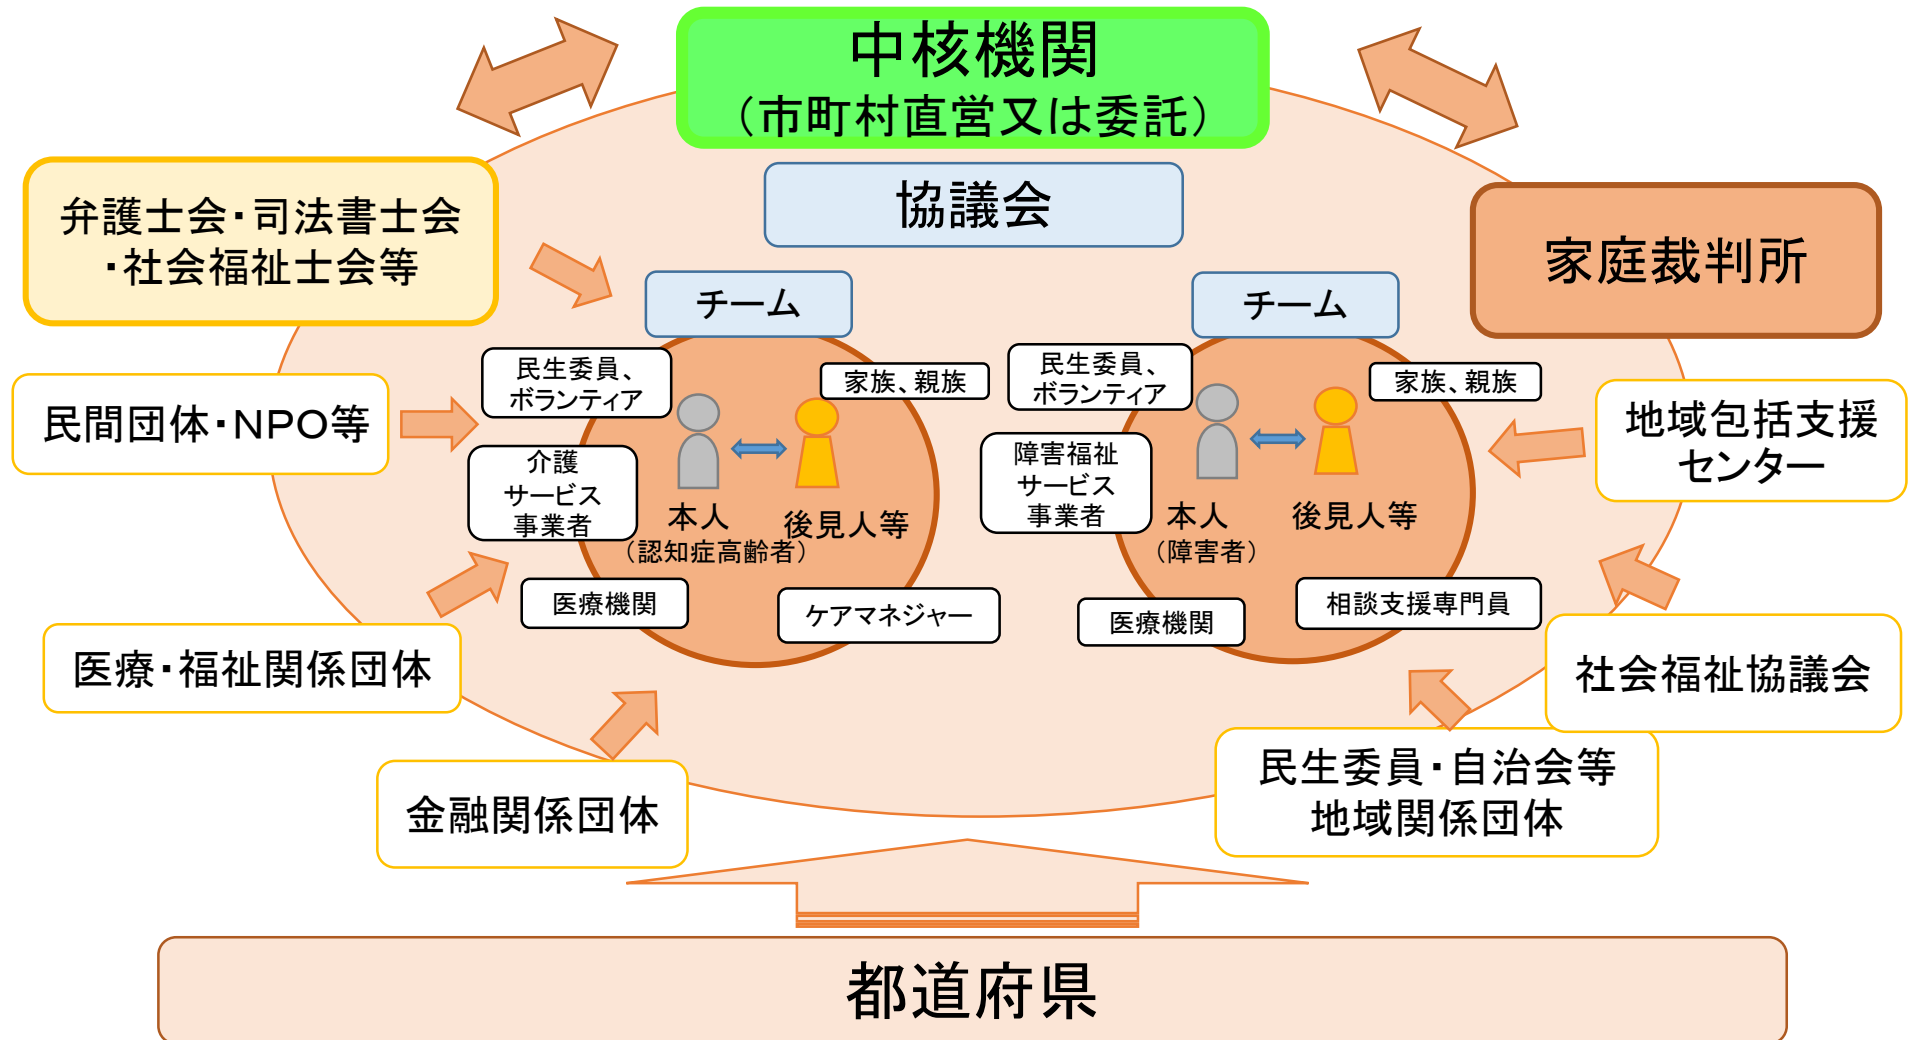 中核機関
（市町村直営又は委託）
協議会
弁護士会・司法書士会
・社会福祉士会等
家庭裁判所
チーム
民生委員、
ボランティア
家族、親族
介護
サービス
事業者
本人
（認知症高齢者）
後見人等
医療機関
ケアマネジャー
チーム
民生委員、
ボランティア
家族、親族
障害福祉
サービス
事業者
本人
（障害者）
後見人等
医療機関
相談支援専門員
民間団体・NPO等
地域包括支援
センター
医療・福祉関係団体
社会福祉協議会
金融関係団体
民生委員・自治会等
地域関係団体
都道府県